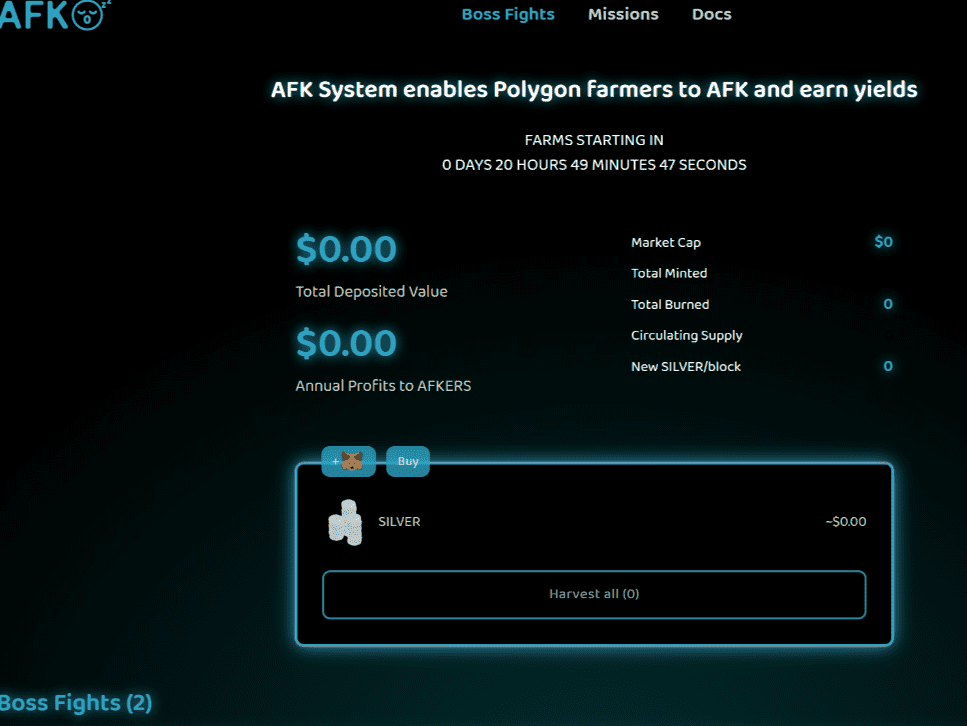 AFK
Boss Fights Missions Docs
AFK System enables Polygon farmers to AFK and earn yields
FARMS STARTING IN
0 DAYS 20 HOURS 49 MINUTES 47 SECONDS
$0.00
Total Deposited Value
$0.00
Annual Profits to AFKERS
Market Cap $0
Total Minted
Total Burned 0
Circulating Supply
New SILVER/block 0
+ Buy
SILVER ~$0.00
Harvest all (0)
Boss Fights (2)